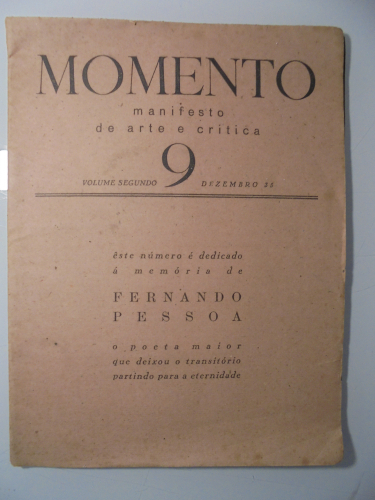 MOMENTO
manifesto
de arte e critica
VOLUME SEGUNDO 9 DEZEMBRO 35
êste número é dedicado
á memória de
FERNANDO
PESSOA
o poeta maior
que deixou o transitório
partindo para a eternidade